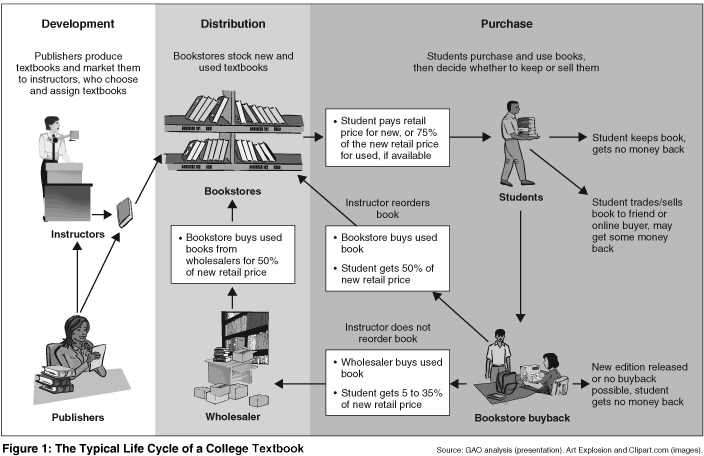 Development
Publishers produce
textbooks and market them
to instructors, who choose
and assign textbooks
Instructors
Publishers
Distribution
Bookstores stock new and
used textbooks
Bookstores
• Bookstore buys used
books from
wholesalers for 50%
of new retail price
Wholesaler
Purchase
Students purchase and use books,
then decide whether to keep or sell them
• Student pays retail
price for new, or 75%
of the new retail price
for used, if available
Students
Student keeps book,
gets no money back
Student trades/sells
book to friend or
online buyer, may
get some money
back
Instructor reorders
book
• Bookstore buys used
book
• Student gets 50% of
new retail price
Instructor does not
reorder book
• Wholesaler buys used
book
• Student gets 5 to 35%
of new retail price
Bookstore buyback
New edition released
or no buyback
possible, student
gets no money back
Figure 1: The Typical Life Cycle of a College Textbook
Source: GAO analysis (presentation). Art Explosion and Clipart.com (images).